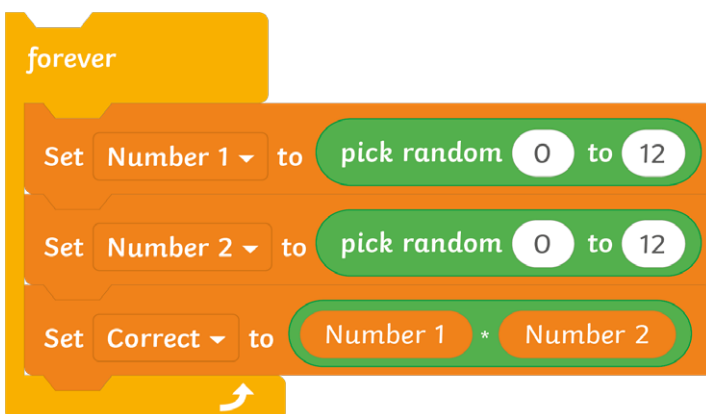 forever
Set Number 1 to pick random 0 to 12
Set Number 2 to pick random 0 to 12
Set Correct to Number 1 * Number 2